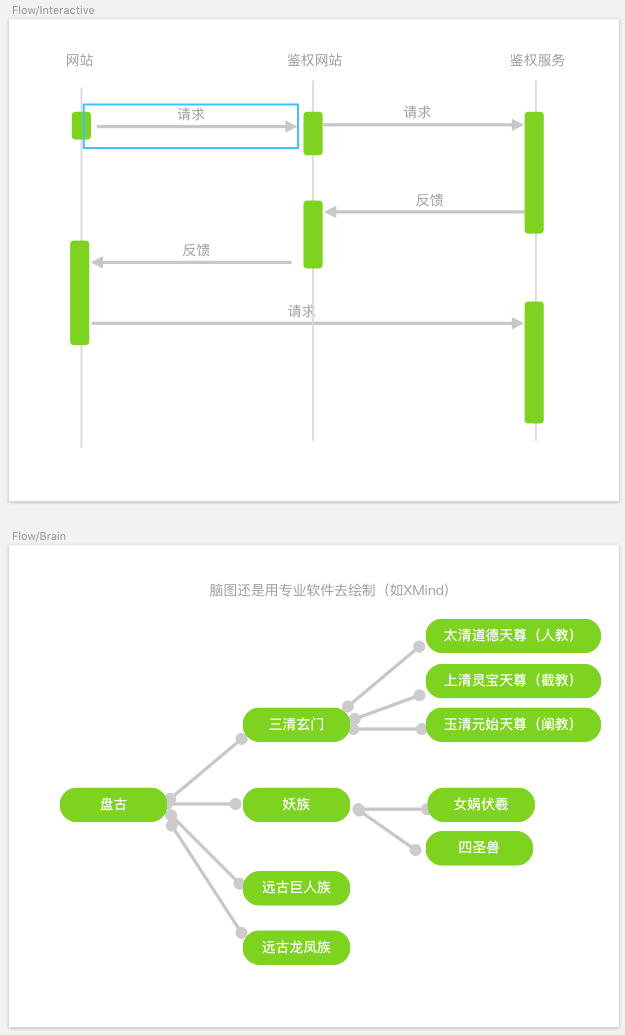 Flow/Interactive
网站
鉴权网站
鉴权服务
请求
请求
反馈
反馈
请求
Flow/Brain
脑图还是用专业软件去绘制（如XMind）
太清道德天尊（人教）
上清灵宝天尊（截教）
三清玄门
玉清元始天尊（阐教）
盘古
妖族
女娲伏羲
四圣兽
远古巨人族
远古龙凤族